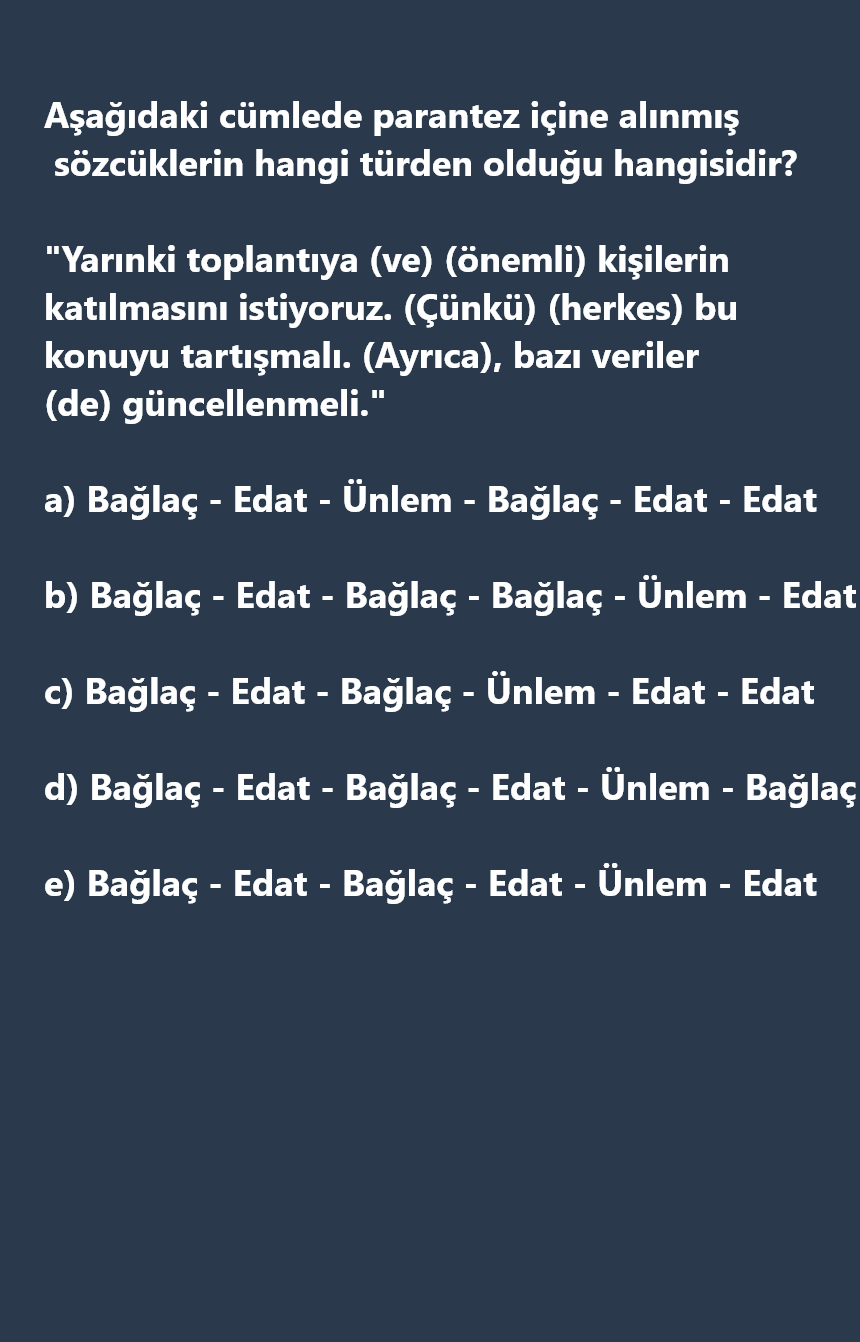 Aşağıdaki cümlede parantez içine alınmış
sözcüklerin hangi türden olduğu hangisidir?
"Yarınki toplantıya (ve) (önemli) kişilerin
katılmasını istiyoruz. (Çünkü) (herkes) bu
konuyu tartışmalı. (Ayrıca), bazı veriler
(de) güncellenmeli."
a) Bağlaç - Edat - Ünlem - Bağlaç - Edat - Edat
b) Bağlaç - Edat - Bağlaç - Bağlaç - Ünlem - Edat
c) Bağlaç - Edat - Bağlaç - Ünlem - Edat - Edat
d) Bağlaç - Edat - Bağlaç - Edat - Ünlem - Bağlaç
e) Bağlaç - Edat - Bağlaç - Edat - Ünlem - Edat